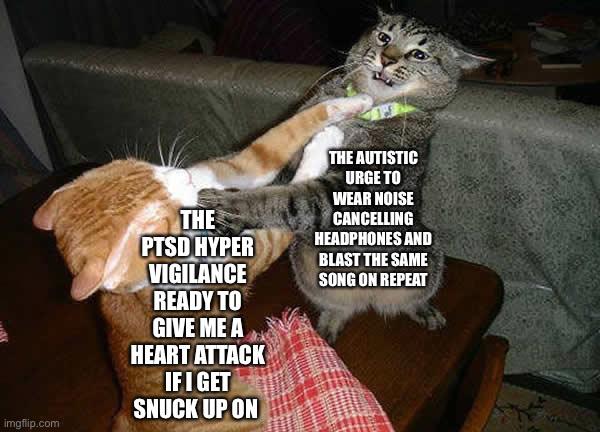 THE AUTISTIC
URGE TO
WEAR NOISE
CANCELLING
HEADPHONES AND
BLAST THE SAME
SONG ON REPEAT
THE
PTSD HYPER
VIGILANCE
READY TO
GIVE ME A
HEART ATTACK
IF I GET
SNUCK UP ON
imgflip.com